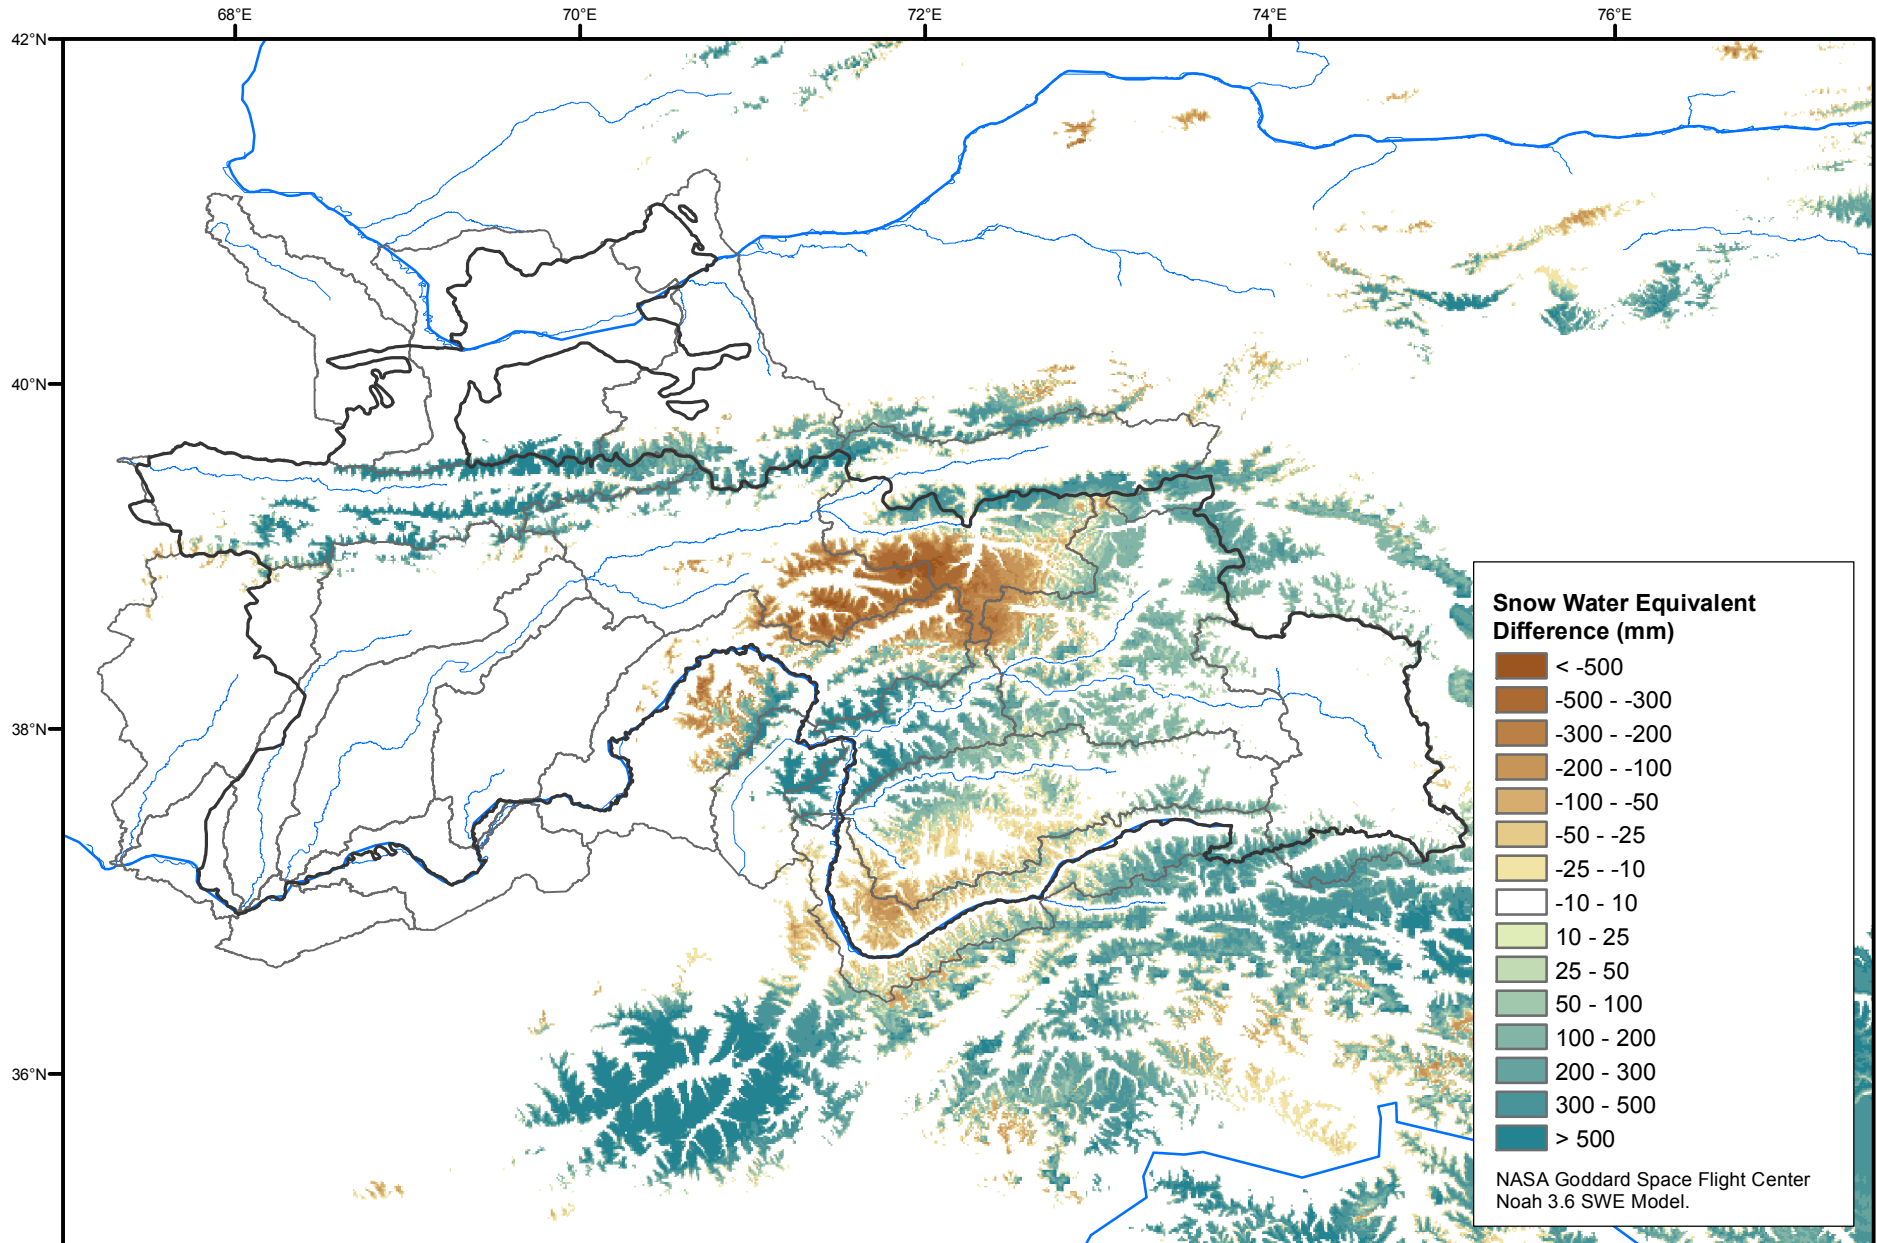 68°E 70°E 72°E 74°E 76°E
42°N
40°N
38°N
36°N
Snow Water Equivalent
Difference (mm)
< -500
-500 - -300
-300 - -200
-200 - -100
-100 - -50
-50 - -25
-25 - -10
-10 - 10
10 - 25
25 - 50
50 - 100
100 - 200
200 - 300
300 - 500
> 500
NASA Goddard Space Flight Center
Noah 3.6 SWE Model.